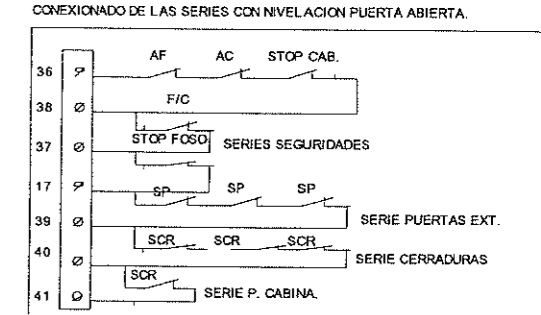 CONEXIONADO DE LAS SERIES CON NIVELACION PUERTA ABIERTA.
AF AC STOP CAB.
36
38
F/C
STOP FOSO
37
SERIES SEGURIDADES
17
SP SP SP
39
SERIE PUERTAS EXT.
SCR SCR SCR
40
SERIE CERRADURAS
SCR
41
SERIE P. CABINA.